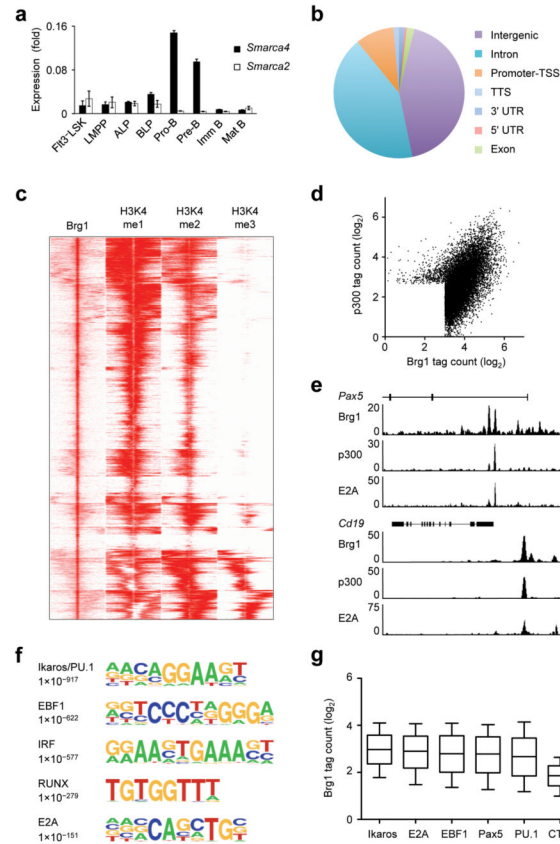 a
Expression (fold)
0.16
0.08
0.00
Smarca4
Smarca2
Flt3⁻LSK
LMPP
ALP
BLP
Pro-B
Pre-B
Imm B
Mat B
b
Intergenic
Intron
Promoter-TSS
TTS
3' UTR
5' UTR
Exon
c
Brg1
H3K4 me1
H3K4 me2
H3K4 me3
d
p300 tag count (log₂)
8
6
4
2
0
0 2 4 6
Brg1 tag count (log₂)
e
Pax5
Brg1
20
0
p300
30
0
E2A
50
0
Cd19
Brg1
50
0
p300
50
0
E2A
75
0
f
Ikaros/PU.1
1×10⁻⁹¹⁷
EBF1
1×10⁻⁶²²
IRF
1×10⁻⁵⁷⁷
RUNX
1×10⁻²⁷⁹
TGTGGTTT
E2A
1×10⁻¹⁵¹
g
Brg1 tag count (log₂)
6
4
2
0
Ikaros
E2A
EBF1
Pax5
PU.1
CT